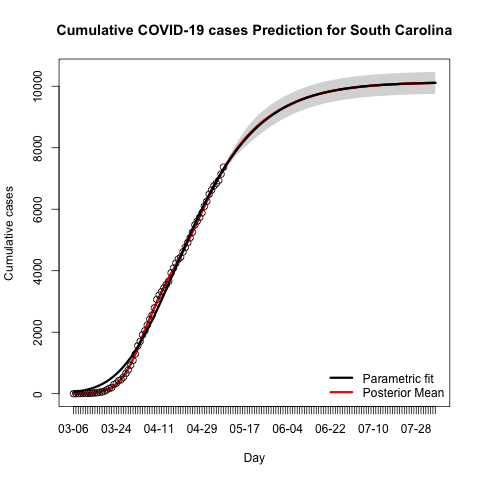 Cumulative COVID-19 cases Prediction for South Carolina
Cumulative cases
10000
8000
6000
4000
2000
0
Parametric fit
Posterior Mean
03-06 03-24 04-11 04-29 05-17 06-04 06-22 07-10 07-28
Day